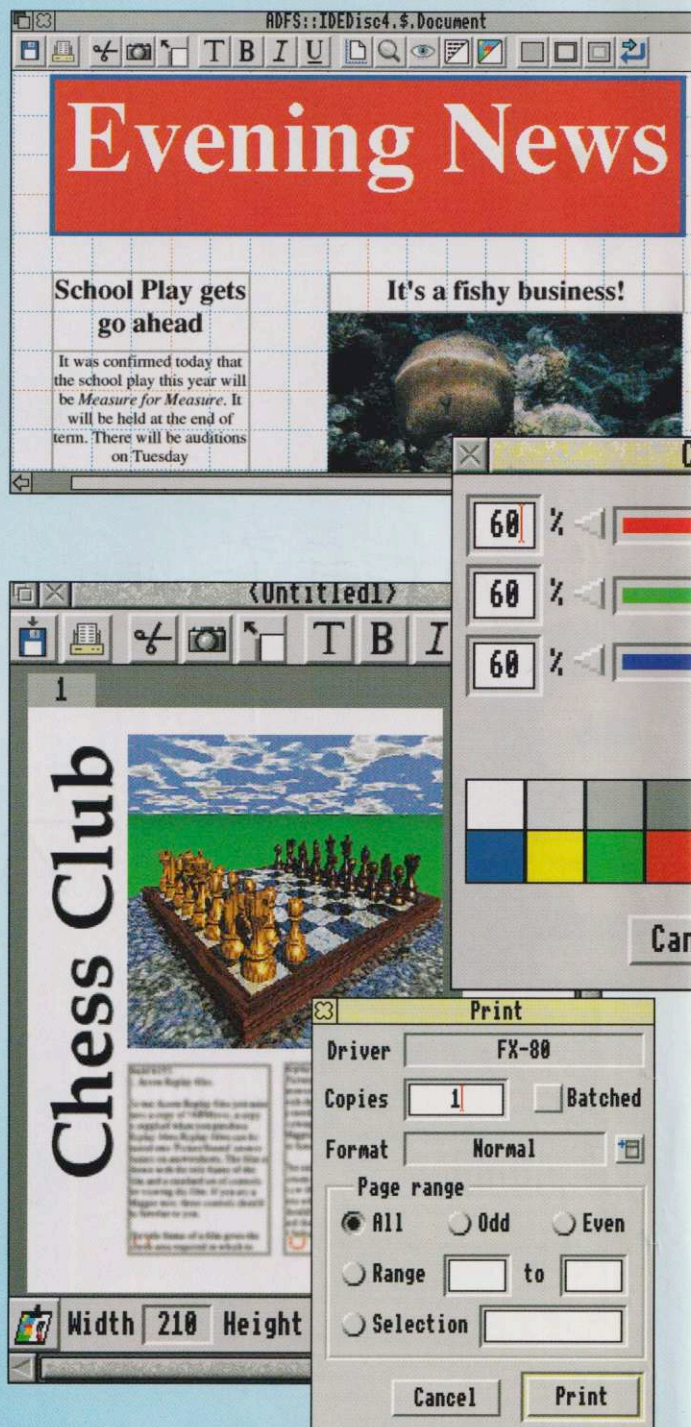 ADFS::IDEDisc4.$.Document
T B I U
Evening News
School Play gets
go ahead
It was confirmed today that
the school play this year will
be Measure for Measure. It
will be held at the end of
term. There will be auditions
on Tuesday
It's a fishy business!
60 %
60 %
60 %
<Untitled1>
T B I
1
Chess Club
Width 210 Height
Print
Driver FX-80
Copies 1 Batched
Format Normal
Page range
All Odd Even
Range to
Selection
Cancel Print